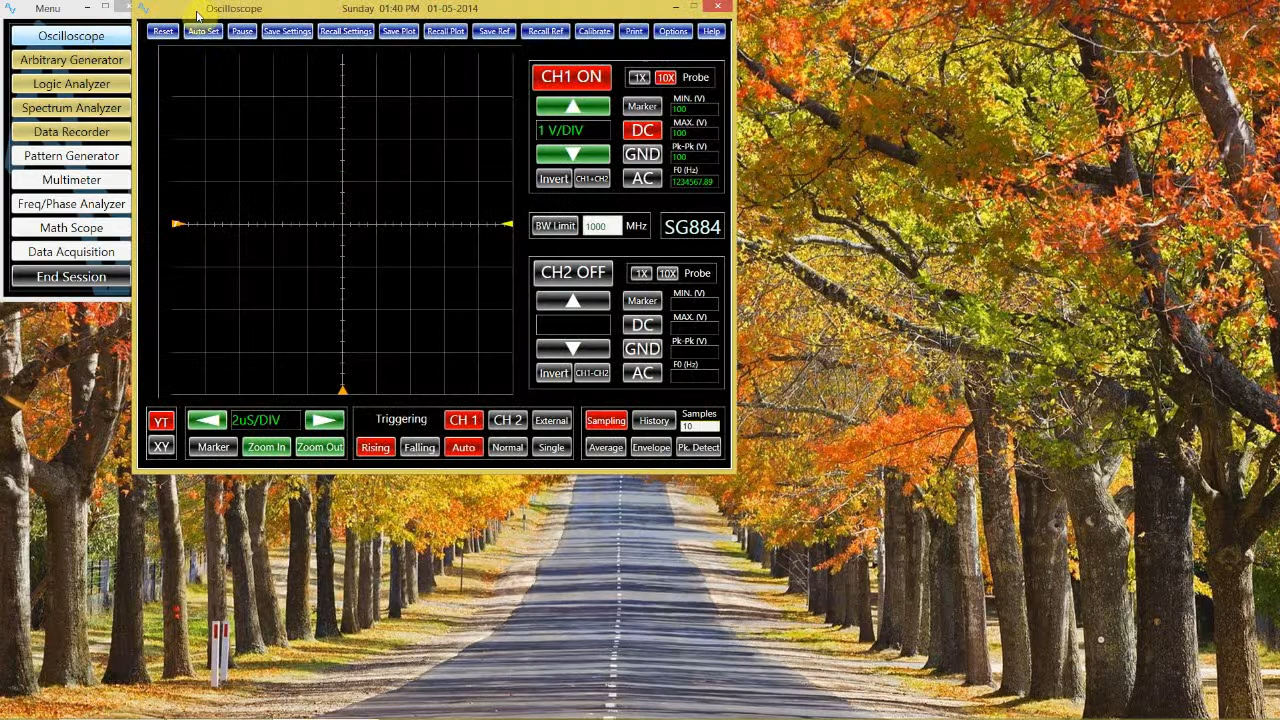 Menu
Oscilloscope
Arbitrary Generator
Logic Analyzer
Spectrum Analyzer
Data Recorder
Pattern Generator
Multimeter
Freq/Phase Analyzer
Math Scope
Data Acquisition
End Session
Oscilloscope Sunday 01:40 PM 01-05-2014
Reset Auto Set Pause Save Settings Recall Settings Save Plot Recall Plot Save Ref Recall Ref Calibrate Print Options Help
CH1 ON 1X 10X Probe
Marker MIN. (V)
100
1 V/DIV DC MAX. (V)
100
GND Pk-Pk (V)
100
Invert CH1+CH2 AC F0 (Hz)
1234567.89
BW Limit 1000 MHz SG884
CH2 OFF 1X 10X Probe
Marker MIN. (V)
DC MAX. (V)
GND Pk-Pk (V)
Invert CH1-CH2 AC F0 (Hz)
YT 2uS/DIV Triggering CH 1 CH 2 External Sampling History Samples
10
XY Marker Zoom In Zoom Out Rising Falling Auto Normal Single Average Envelope Pk. Detect